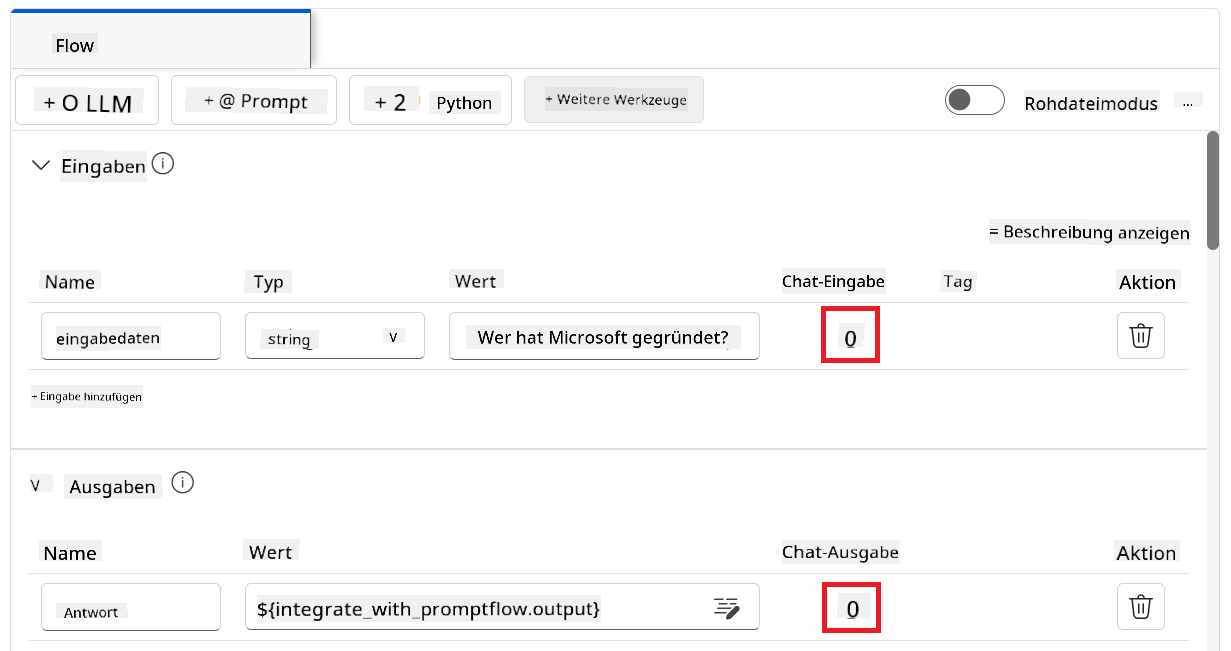 Flow
+ O LLM
+ @ Prompt
+ 2 Python
+ Weitere Werkzeuge
Rohdateimodus ...
Eingaben
= Beschreibung anzeigen
Name Typ Wert Chat-Eingabe Tag Aktion
eingabedaten string v Wer hat Microsoft gegründet? 0
+ Eingabe hinzufügen
v Ausgaben
Name Wert Chat-Ausgabe Aktion
Antwort ${integrate_with_promptflow.output} 0